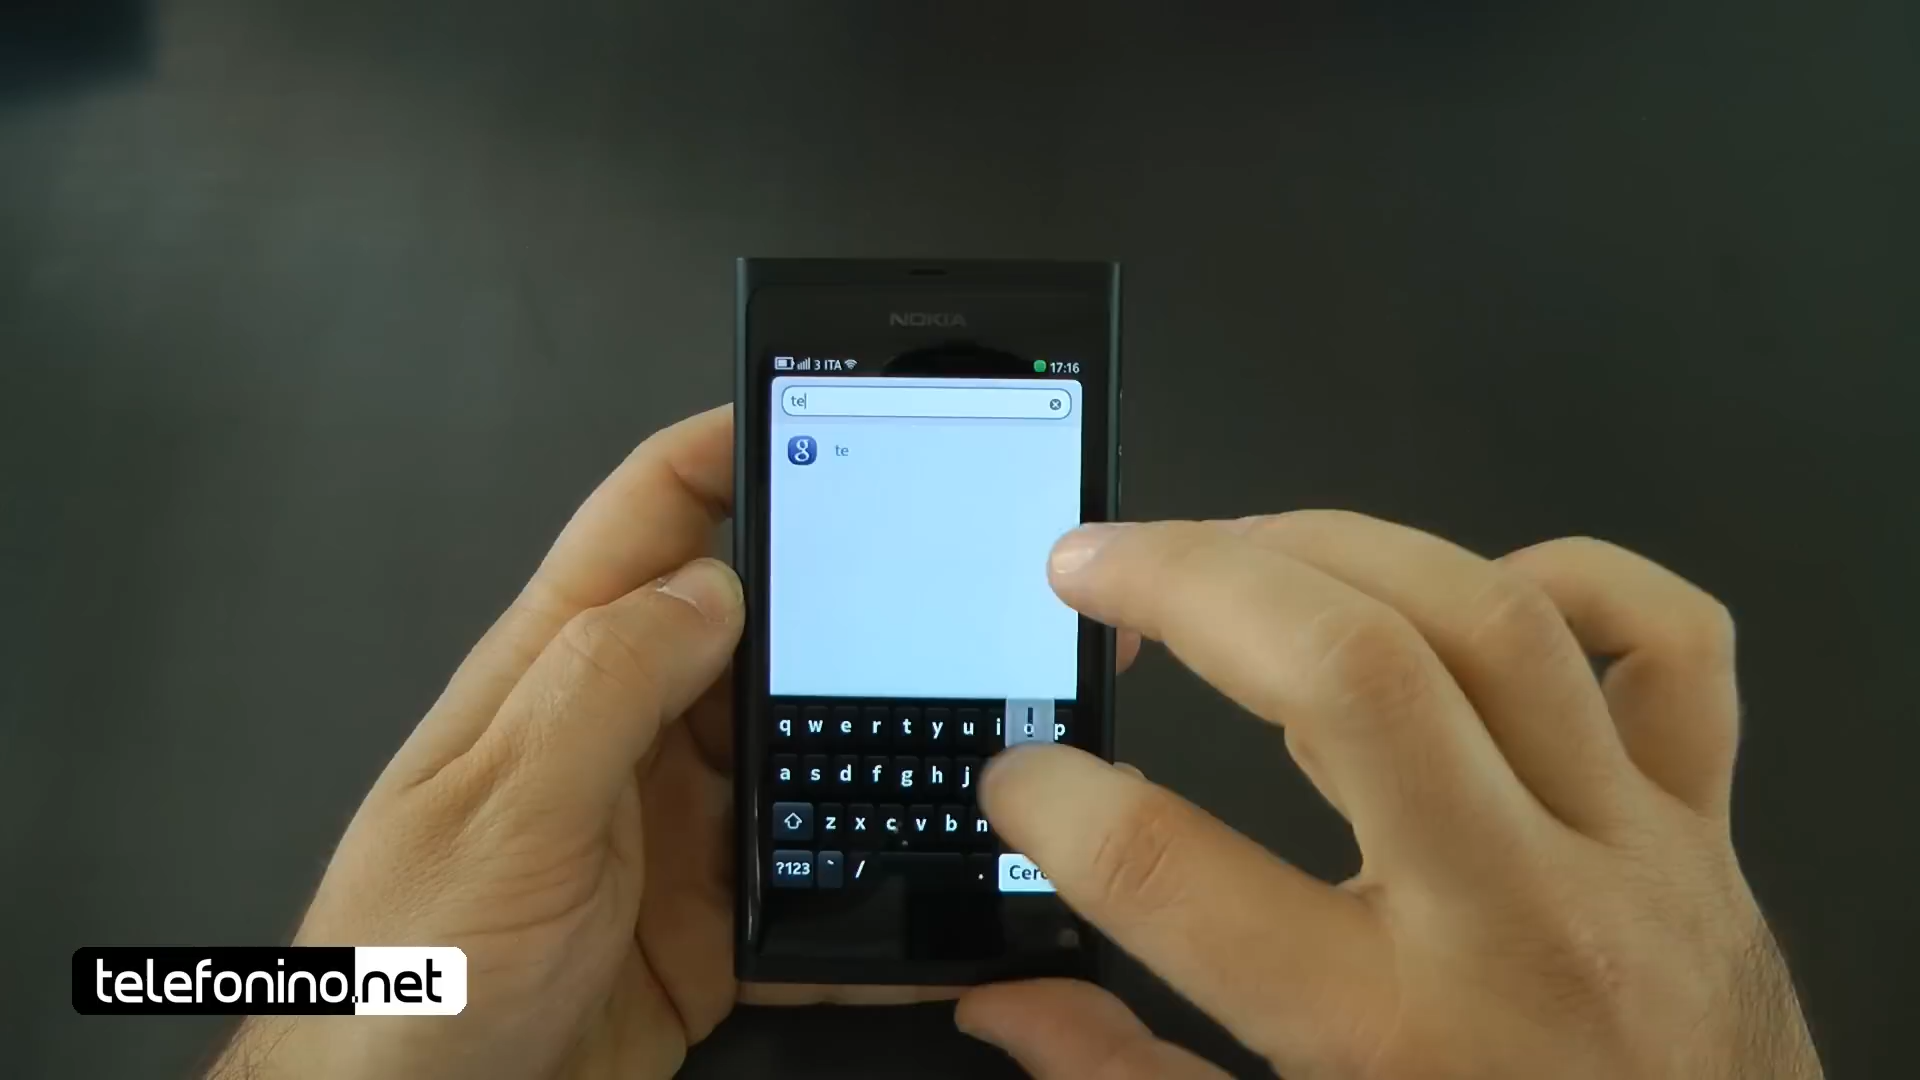 NOKIA
3 ITA 17:16
te
g te
q w e r t y u i o p
a s d f g h j
z x c v b n
?123 ` / .
telefonino.net